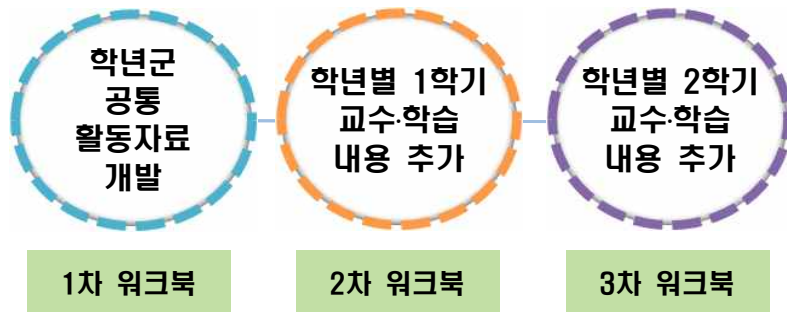 학년군
공통
활동자료
개발
학년별 1학기
교수·학습
내용 추가
학년별 2학기
교수·학습
내용 추가
1차 워크북
2차 워크북
3차 워크북